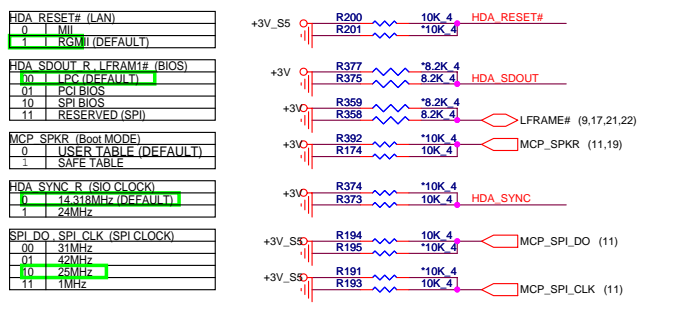 HDA_RESET# (LAN)
0 MII
1 RGMII (DEFAULT)
+3V_S5 R200 10K_4 HDA_RESET#
R201 *10K_4
HDA_SDOUT_R , LFRAM1# (BIOS)
00 LPC (DEFAULT)
01 PCI BIOS
10 SPI BIOS
11 RESERVED (SPI)
+3V R377 *8.2K_4
R375 8.2K_4 HDA_SDOUT
+3V R359 *8.2K_4
R358 8.2K_4 LFRAME# (9,17,21,22)
MCP_SPKR (Boot MODE)
0 USER TABLE (DEFAULT)
1 SAFE TABLE
+3V R392 *10K_4 MCP_SPKR (11,19)
R174 10K_4
HDA_SYNC_R (SIO CLOCK)
0 14.318MHz (DEFAULT)
1 24MHz
+3V R374 *10K_4
R373 10K_4 HDA_SYNC
SPI_DO , SPI_CLK (SPI CLOCK)
00 31MHz
01 42MHz
10 25MHz
11 1MHz
+3V_S5 R194 10K_4 MCP_SPI_DO (11)
R195 *10K_4
+3V_S5 R191 *10K_4
R193 10K_4 MCP_SPI_CLK (11)